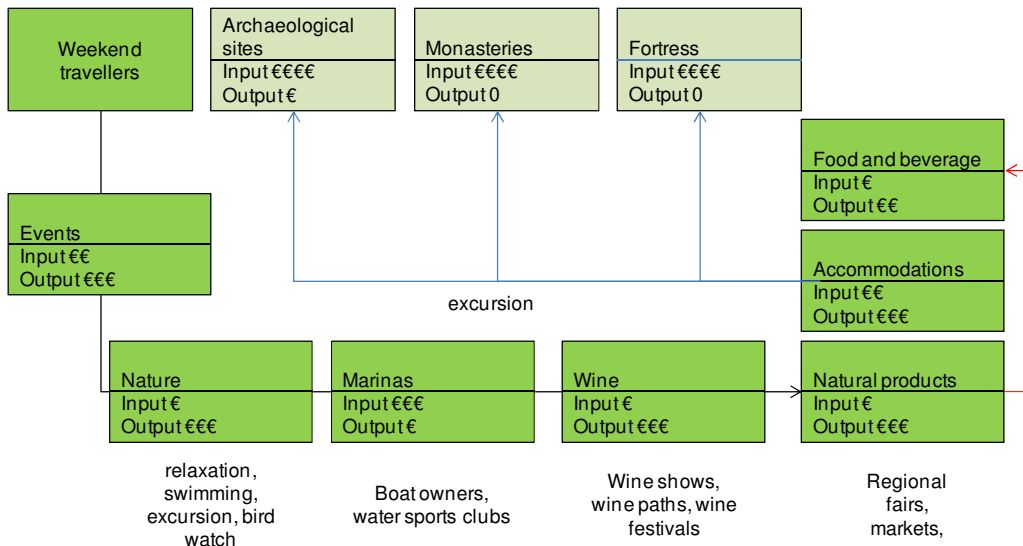 Weekend
travellers
Archaeological
sites
Input €€€€
Output €
Monasteries
Input €€€€
Output 0
Fortress
Input €€€€
Output 0
Food and beverage
Input €
Output €€
Events
Input €€
Output €€€
Accommodations
Input €€
Output €€€
excursion
Nature
Input €
Output €€€
Marinas
Input €€€
Output €
Wine
Input €
Output €€€
Natural products
Input €
Output €€€
relaxation,
swimming,
excursion, bird
watch
Boat owners,
water sports clubs
Wine shows,
wine paths, wine
festivals
Regional
fairs,
markets,